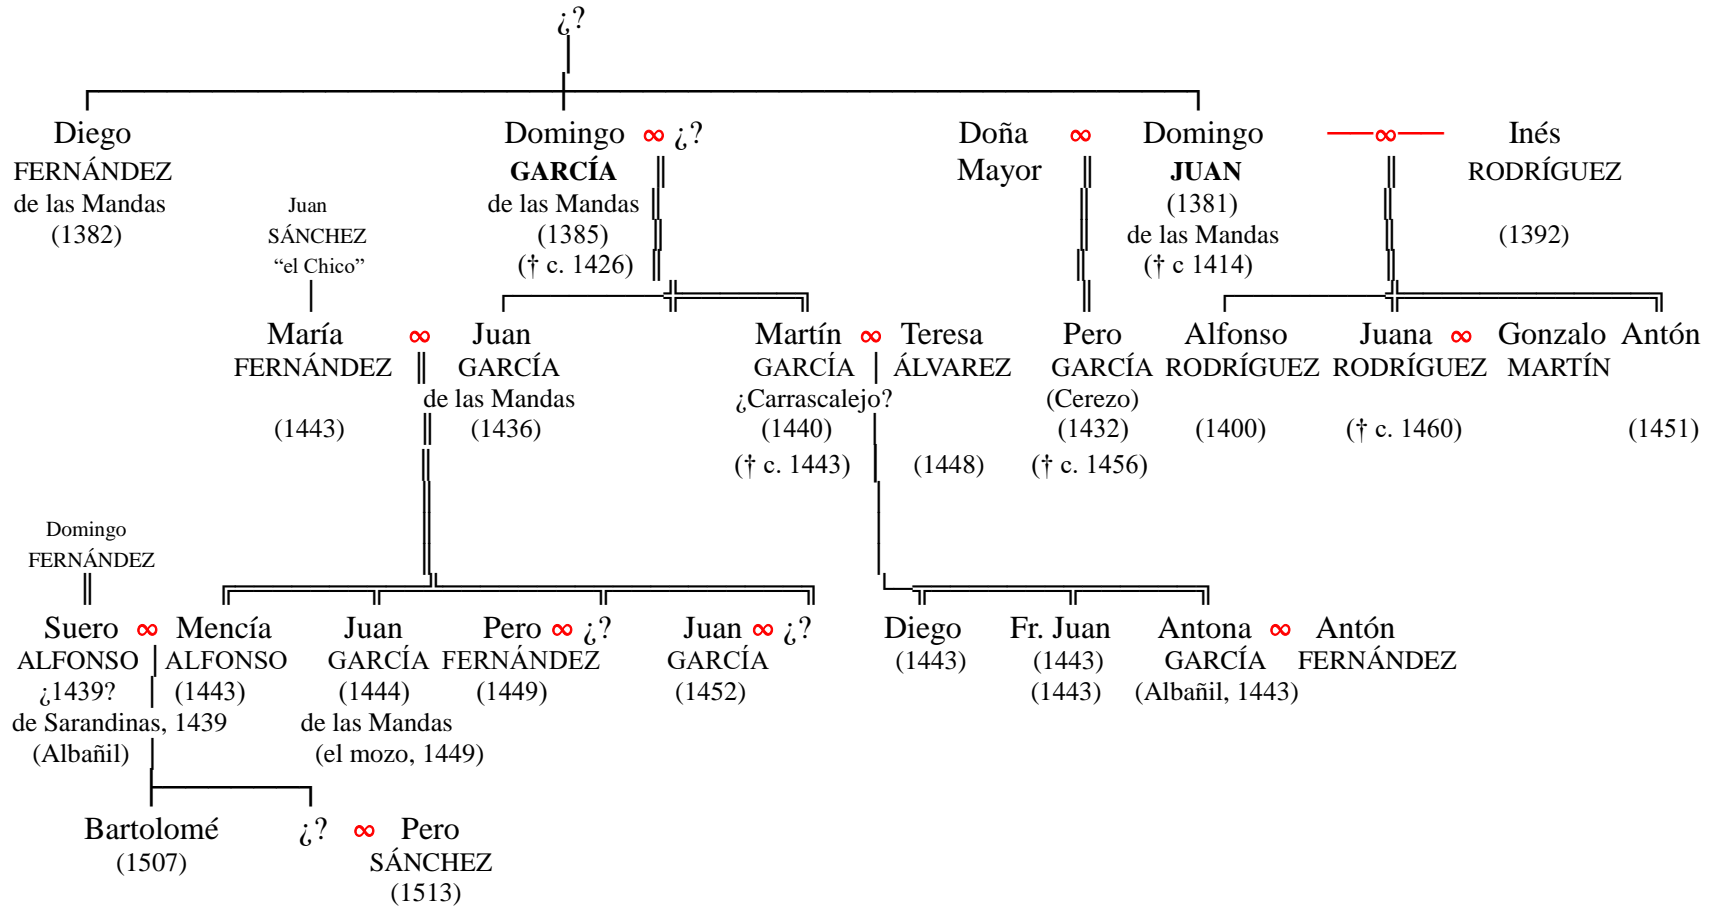 ¿?
Diego Domingo ∞ ¿? Doña ∞ Domingo ∞ Inés
FERNÁNDEZ GARCÍA Mayor JUAN RODRÍGUEZ
de las Mandas Juan de las Mandas (1381)
(1382) SÁNCHEZ (1385) de las Mandas (1392)
“el Chico” († c. 1426) († c 1414)
María ∞ Juan Martín ∞ Teresa Pero Alfonso Juana ∞ Gonzalo Antón
FERNÁNDEZ GARCÍA GARCÍA ÁLVAREZ GARCÍA RODRÍGUEZ RODRÍGUEZ MARTÍN
de las Mandas ¿Carrascalejo? (Cerezo)
(1443) (1436) (1440) (1432) (1400) († c. 1460) (1451)
(† c. 1443) (1448) († c. 1456)
Domingo
FERNÁNDEZ
Suero ∞ Mencía Juan Pero ∞ ¿? Juan ∞ ¿? Diego Fr. Juan Antona ∞ Antón
ALFONSO ALFONSO GARCÍA FERNÁNDEZ GARCÍA (1443) (1443) GARCÍA FERNÁNDEZ
¿1439? (1443) (1444) (1449) (1452) (1443) (Albañil, 1443)
de Sarandinas, 1439 de las Mandas
(Albañil) (el mozo, 1449)
Bartolomé ¿? ∞ Pero
(1507) SÁNCHEZ
(1513)